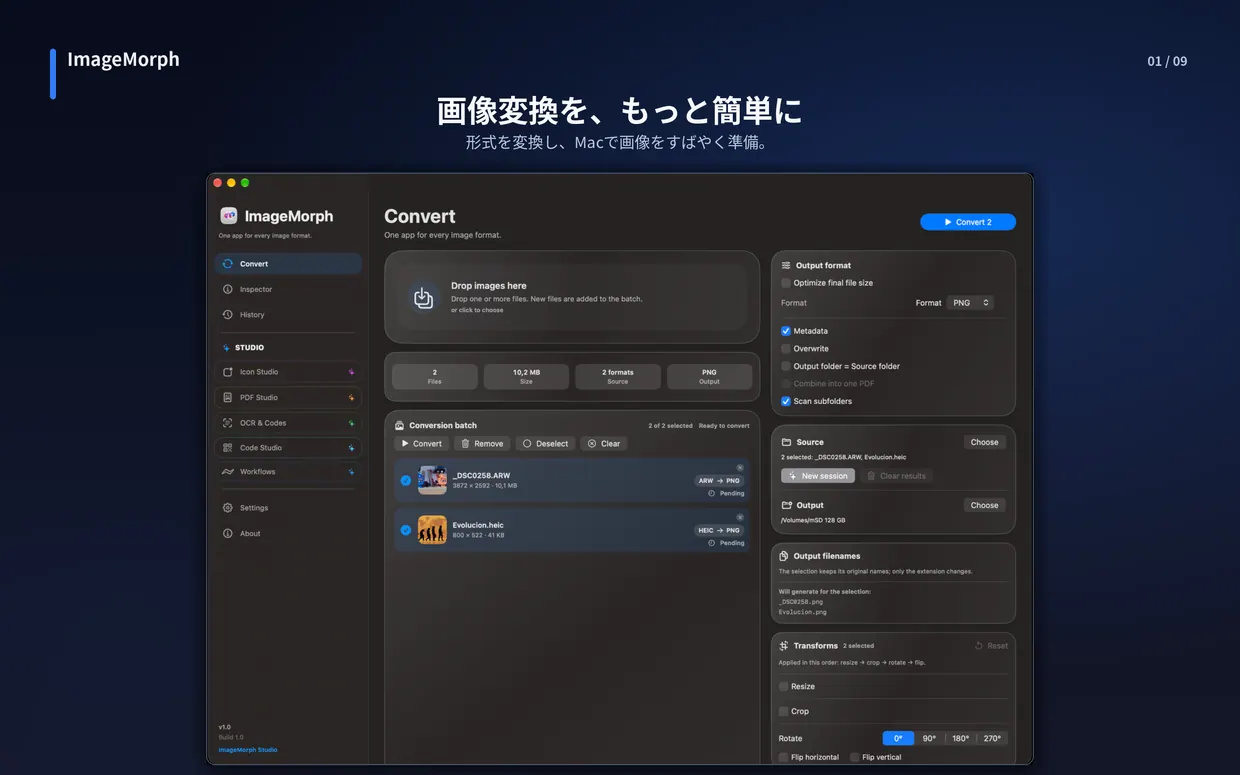 ImageMorph
01 / 09
画像変換を、もっと簡単に
形式を変換し、Macで画像をすばやく準備。
ImageMorph
One app for every image format.
Convert
Inspector
History
STUDIO
Icon Studio
PDF Studio
OCR & Codes
Code Studio
Workflows
Settings
About
v1.0
Build 1.0
ImageMorph Studio
Convert
One app for every image format.
Convert 2
Drop images here
Drop one or more files. New files are added to the batch.
or click to choose
2 10,2 MB 2 formats PNG
Files Size Source Output
Conversion batch 2 of 2 selected Ready to convert
Convert Remove Deselect Clear
_DSC0258.ARW
3872 × 2592 · 10,1 MB
ARW → PNG
Pending
Evolucion.heic
800 × 522 · 41 KB
HEIC → PNG
Pending
Output format
Optimize final file size
Format Format PNG
Metadata
Overwrite
Output folder = Source folder
Combine into one PDF
Scan subfolders
Source Choose
2 selected: _DSC0258.ARW, Evolucion.heic
New session Clear results
Output Choose
/Volumes/mSD 128 GB
Output filenames
The selection keeps its original names; only the extension changes.
Will generate for the selection:
_DSC0258.png
Evolucion.png
Transforms 2 selected Reset
Applied in this order: resize → crop → rotate → flip.
Resize
Crop
Rotate 0° 90° 180° 270°
Flip horizontal Flip vertical